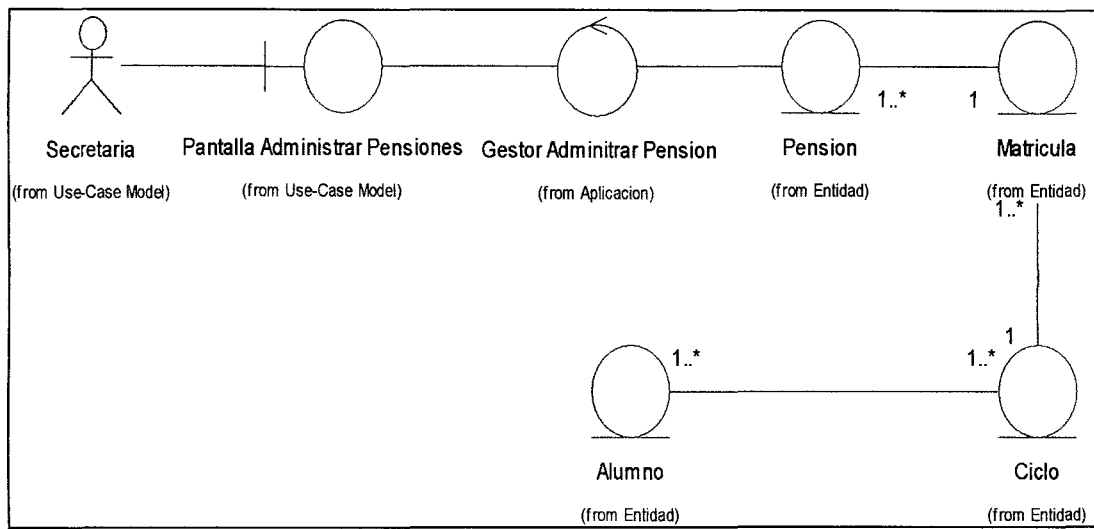 1..* 1
Secretaria Pantalla Administrar Pensiones Gestor Adminitrar Pension Pension Matricula
(from Use-Case Model) (from Use-Case Model) (from Aplicacion) (from Entidad) (from Entidad)
1..*
1
1..* 1..*
Alumno Ciclo
(from Entidad) (from Entidad)